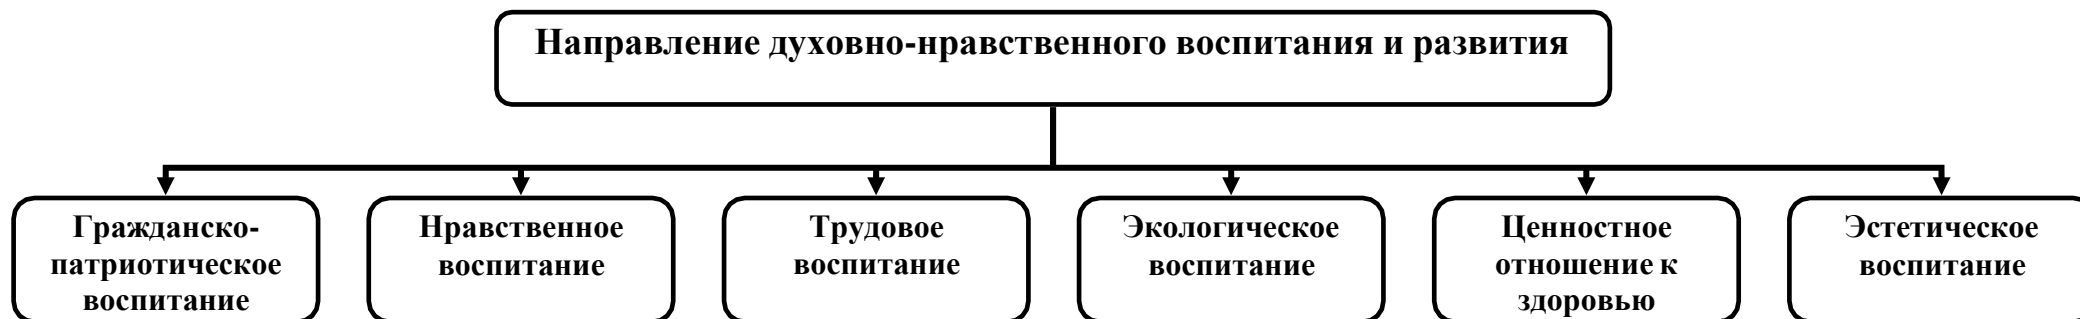 Направление духовно-нравственного воспитания и развития
Гражданско-
патриотическое
воспитание
Нравственное
воспитание
Трудовое
воспитание
Экологическое
воспитание
Ценностное
отношение к
здоровью
Эстетическое
воспитание